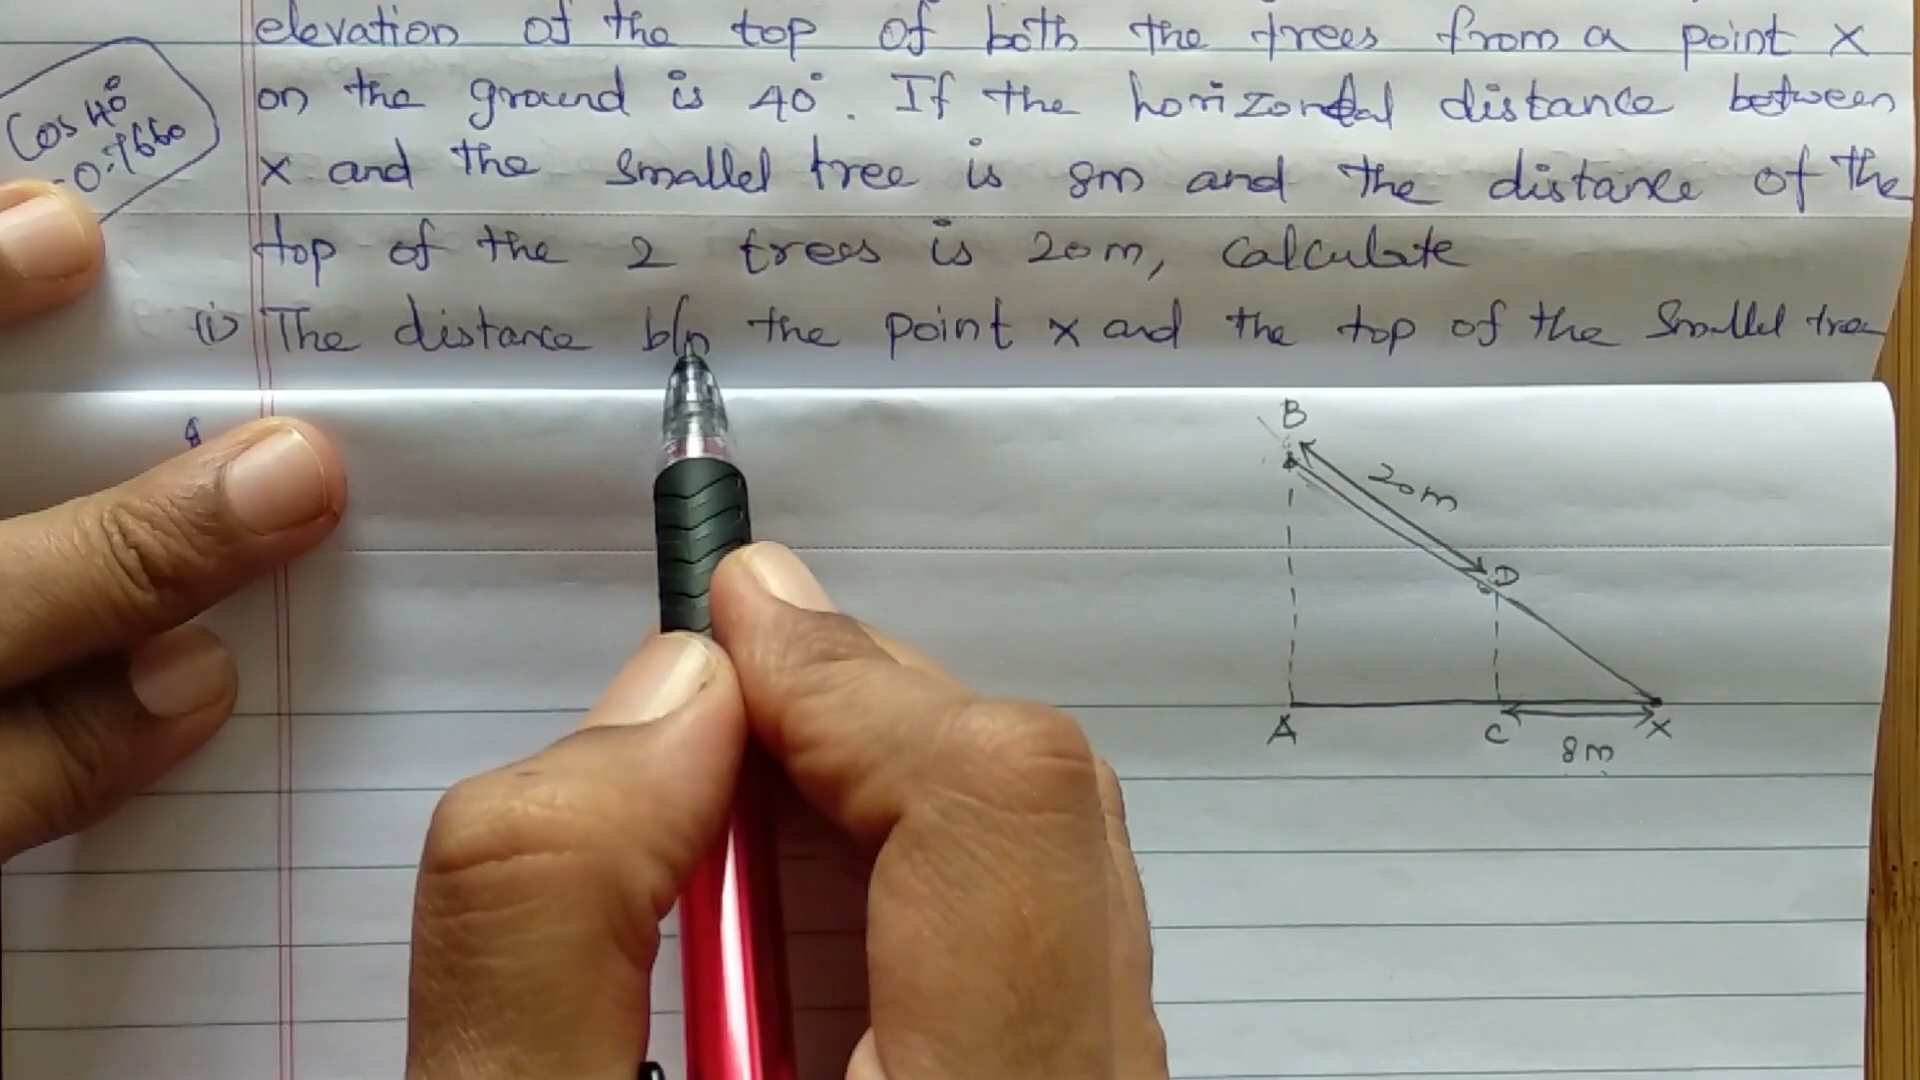 elevation of the top of both the trees from a point x
on the ground is 40°. If the horizontal distance between
x and the smaller tree is 8m and the distance of the
top of the 2 trees is 20m, calculate
(i) The distance b/n the point x and the top of the smaller tree
Cos 40°
= 0.7660
B
20m
D
A
C
X
8m